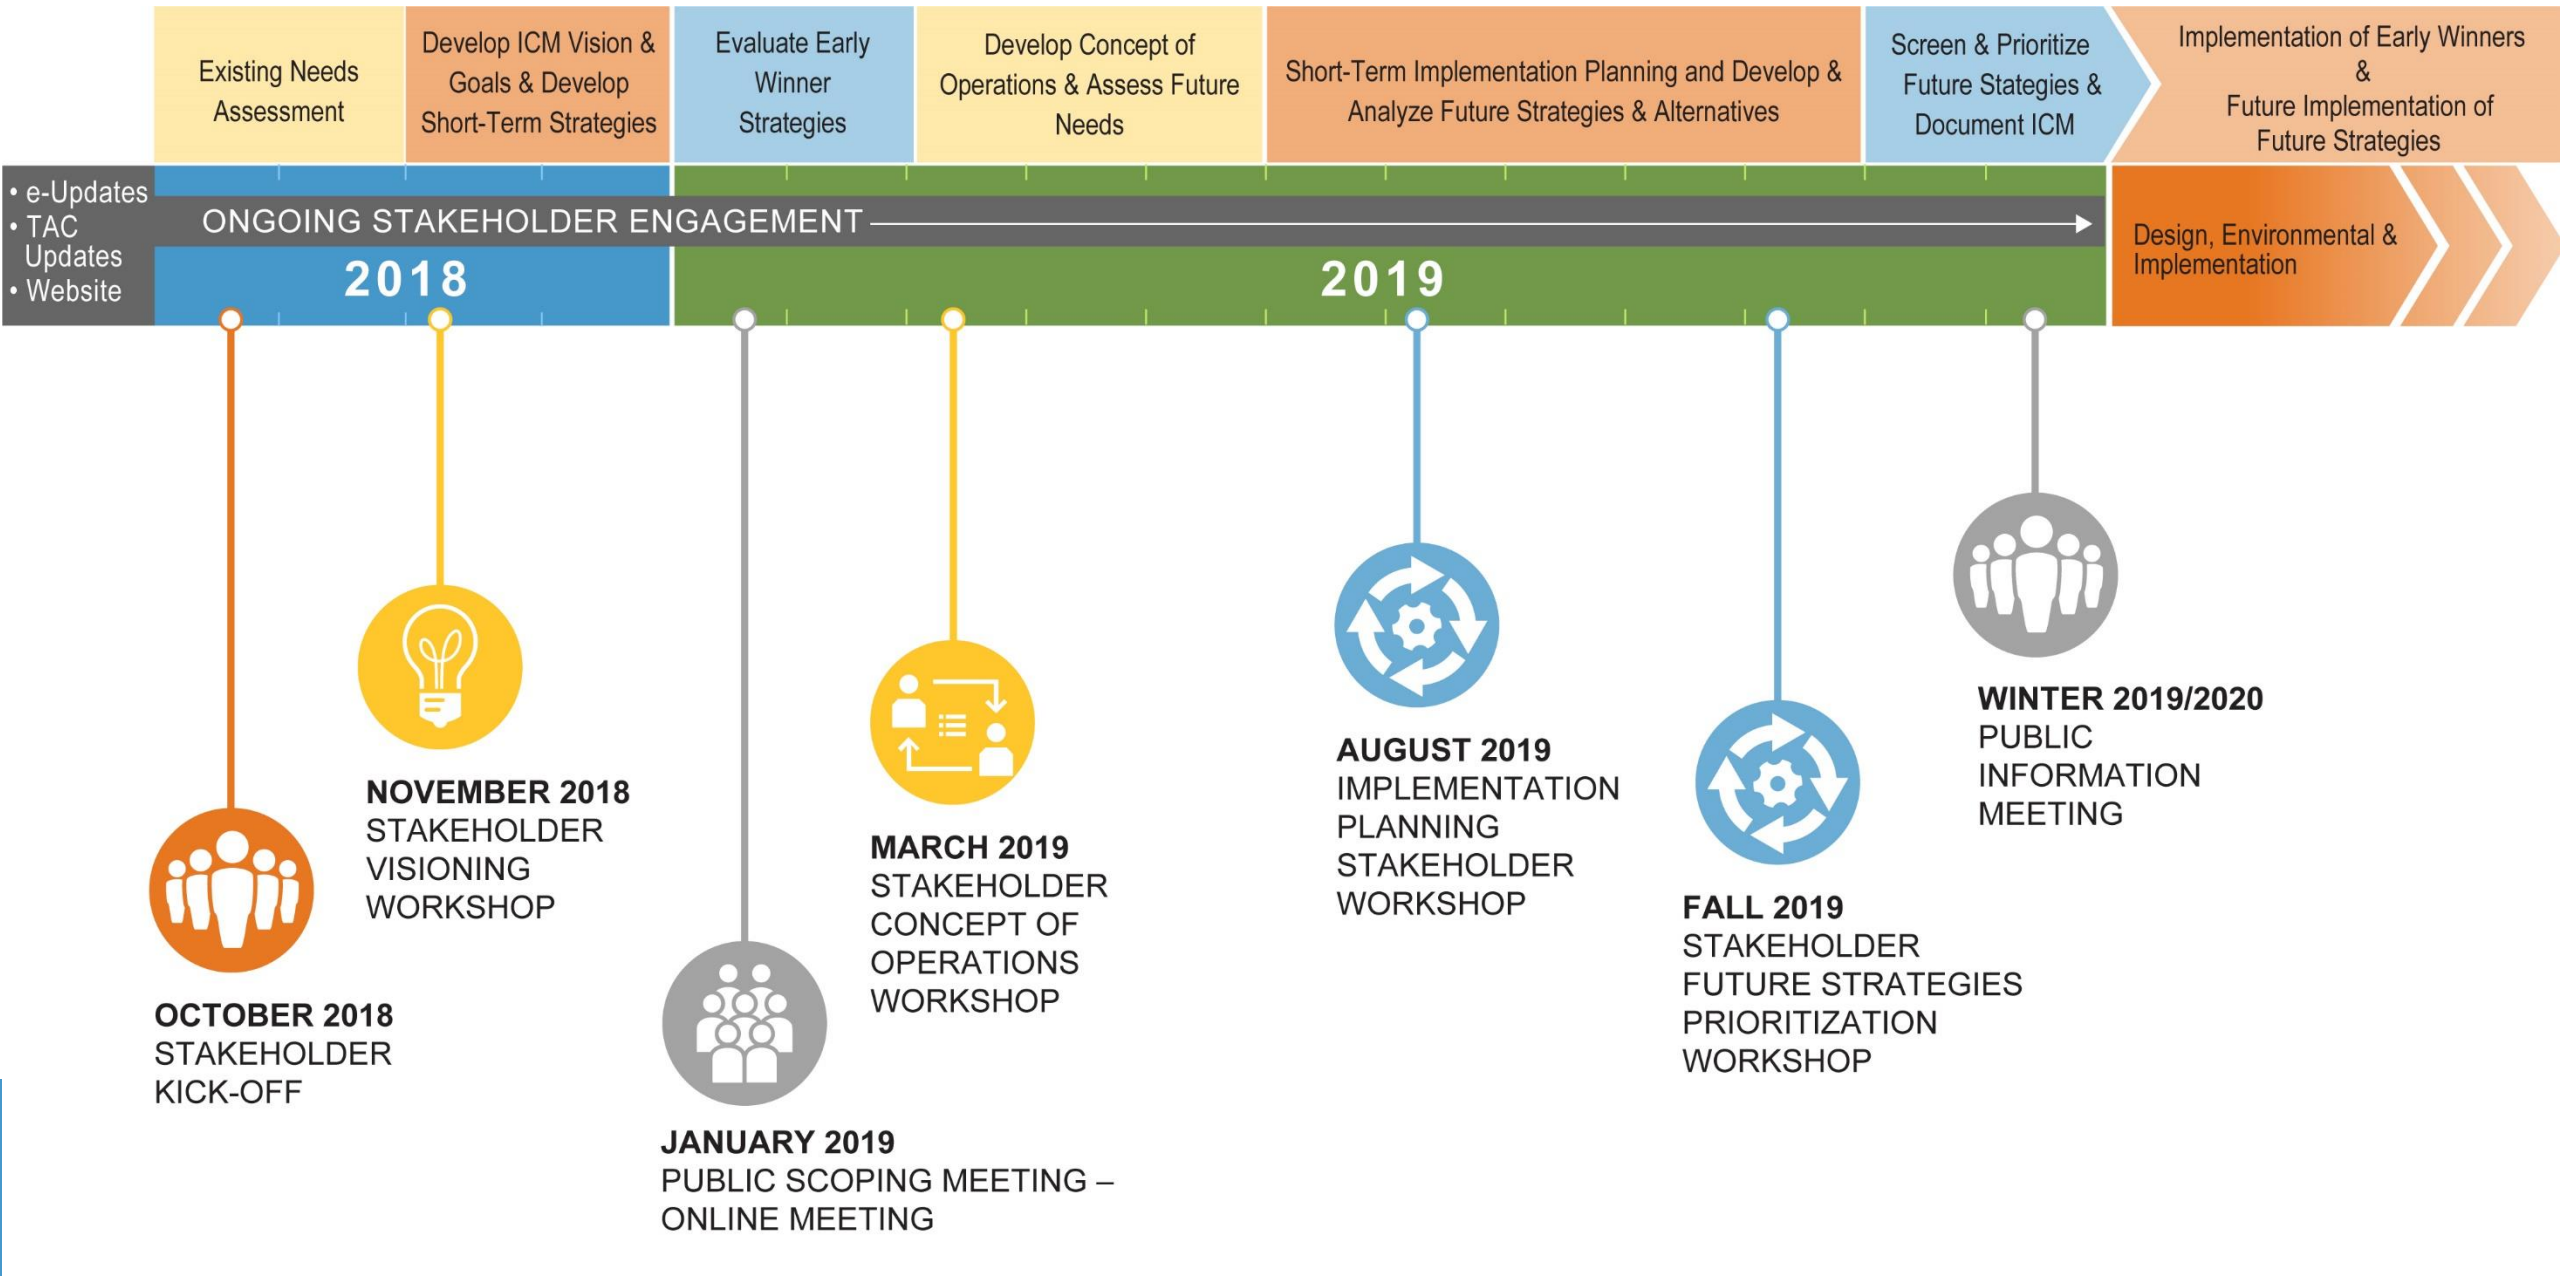 Existing Needs
Assessment
Develop ICM Vision &
Goals & Develop
Short-Term Strategies
Evaluate Early
Winner
Strategies
Develop Concept of
Operations & Assess Future
Needs
Short-Term Implementation Planning and Develop &
Analyze Future Strategies & Alternatives
Screen & Prioritize
Future Stategies &
Document ICM
Implementation of Early Winners
&
Future Implementation of
Future Strategies
• e-Updates
• TAC
Updates
• Website
ONGOING STAKEHOLDER ENGAGEMENT
2018
2019
Design, Environmental &
Implementation
OCTOBER 2018
STAKEHOLDER
KICK-OFF
NOVEMBER 2018
STAKEHOLDER
VISIONING
WORKSHOP
JANUARY 2019
PUBLIC SCOPING MEETING –
ONLINE MEETING
MARCH 2019
STAKEHOLDER
CONCEPT OF
OPERATIONS
WORKSHOP
AUGUST 2019
IMPLEMENTATION
PLANNING
STAKEHOLDER
WORKSHOP
FALL 2019
STAKEHOLDER
FUTURE STRATEGIES
PRIORITIZATION
WORKSHOP
WINTER 2019/2020
PUBLIC
INFORMATION
MEETING